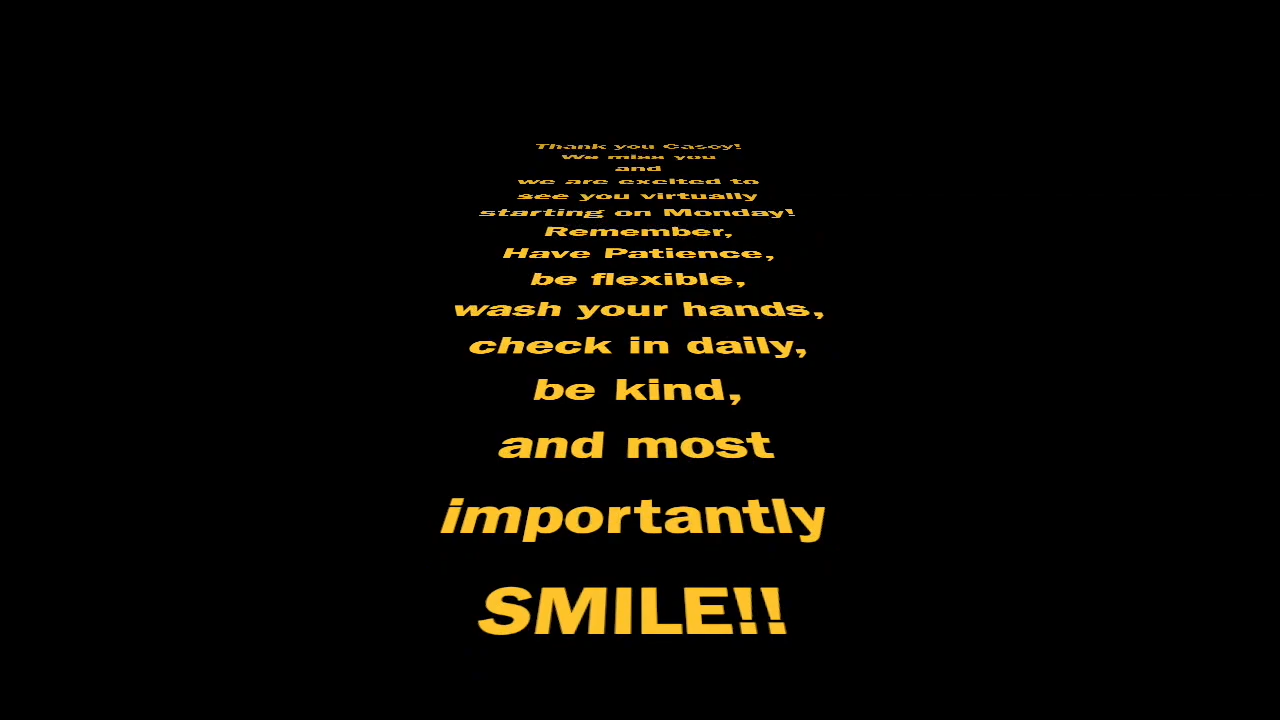 Thank you Casey!
We miss you
and
we are excited to
see you virtually
starting on Monday!
Remember,
Have Patience,
be flexible,
wash your hands,
check in daily,
be kind,
and most
importantly
SMILE!!